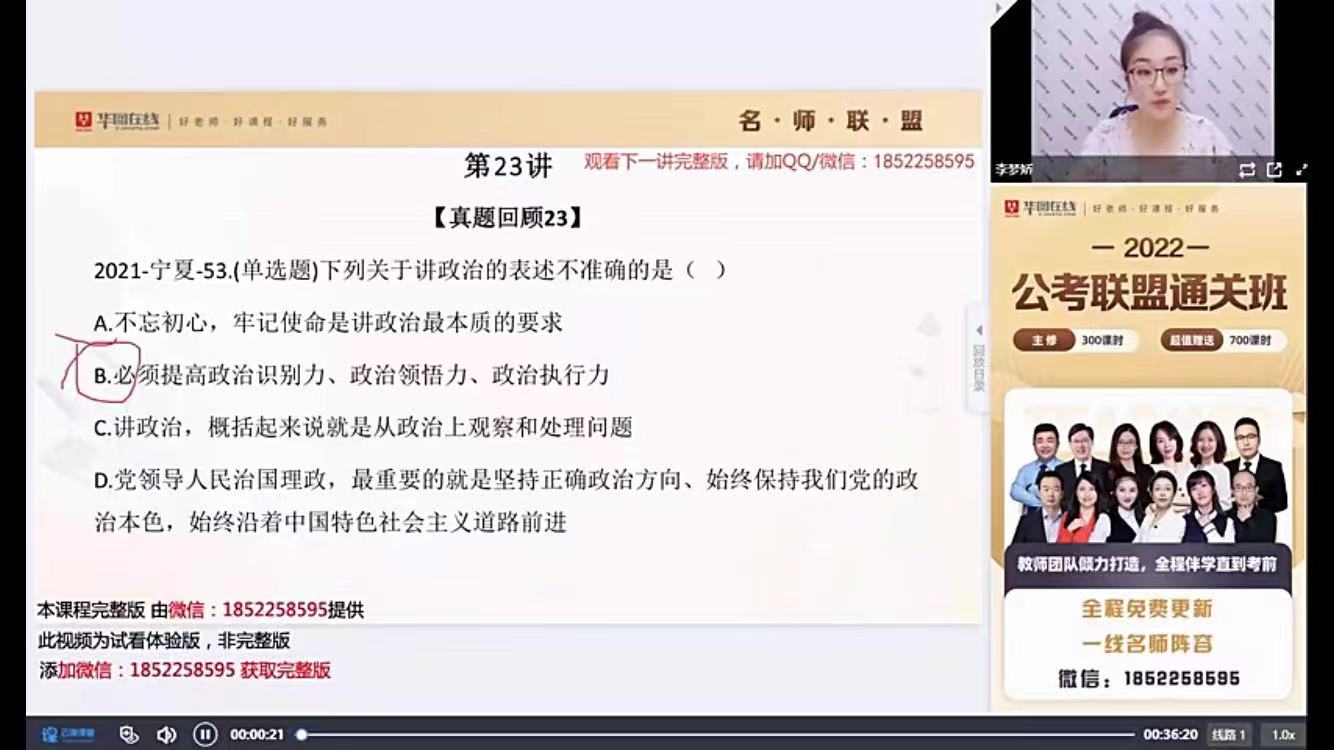 华图在线 | 好老师·好课程·好服务
名·师·联·盟
第23讲
观看下一讲完整版，请加QQ/微信：1852258595
【真题回顾23】
2021-宁夏-53.(单选题)下列关于讲政治的表述不准确的是（ ）
A.不忘初心，牢记使命是讲政治最本质的要求
B.必须提高政治识别力、政治领悟力、政治执行力
C.讲政治，概括起来说就是从政治上观察和处理问题
D.党领导人民治国理政，最重要的就是坚持正确政治方向、始终保持我们党的政
治本色，始终沿着中国特色社会主义道路前进
本课程完整版 由微信：1852258595提供
此视频为试看体验版，非完整版
添加微信：1852258595 获取完整版
回放目录
李梦娇
华图在线 | 好老师·好课程·好服务
2022
公考联盟通关班
主修 300课时 超值赠送 700课时
教师团队倾力打造，全程伴学直到考前
全程免费更新
一线名师阵容
微信：1852258595
00:00:21
00:36:20 线路 1 1.0x